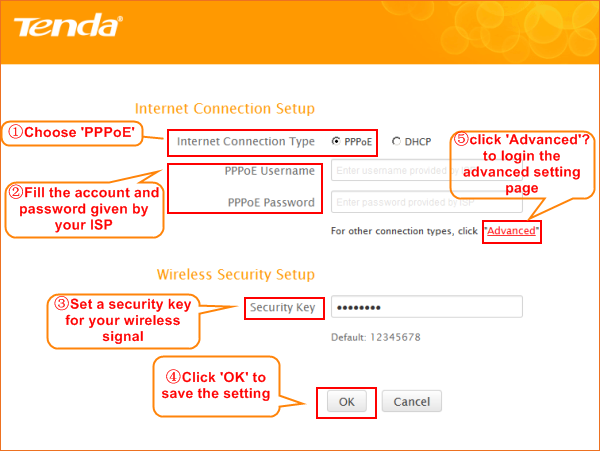 Tenda
Internet Connection Setup
①Choose 'PPPoE'
Internet Connection Type PPPoE DHCP
⑤click 'Advanced'?
to login the
advanced setting
page
PPPoE Username Enter username provided by
②Fill the account and
password given by
your ISP
PPPoE Password Enter password provided by ISP
For other connection types, click "Advanced"
Wireless Security Setup
③Set a security key
for your wireless
signal
Security Key ••••••••
Default: 12345678
④Click 'OK' to
save the setting
OK Cancel